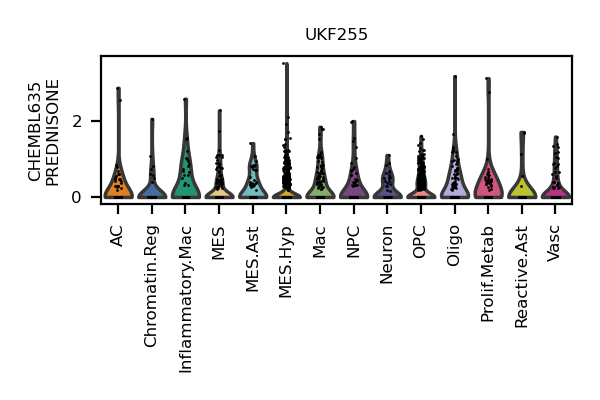 UKF255
CHEMBL635
PREDNISONE
2
0
AC
Chromatin.Reg
Inflammatory.Mac
MES
MES.Ast
MES.Hyp
Mac
NPC
Neuron
OPC
Oligo
Prolif.Metab
Reactive.Ast
Vasc